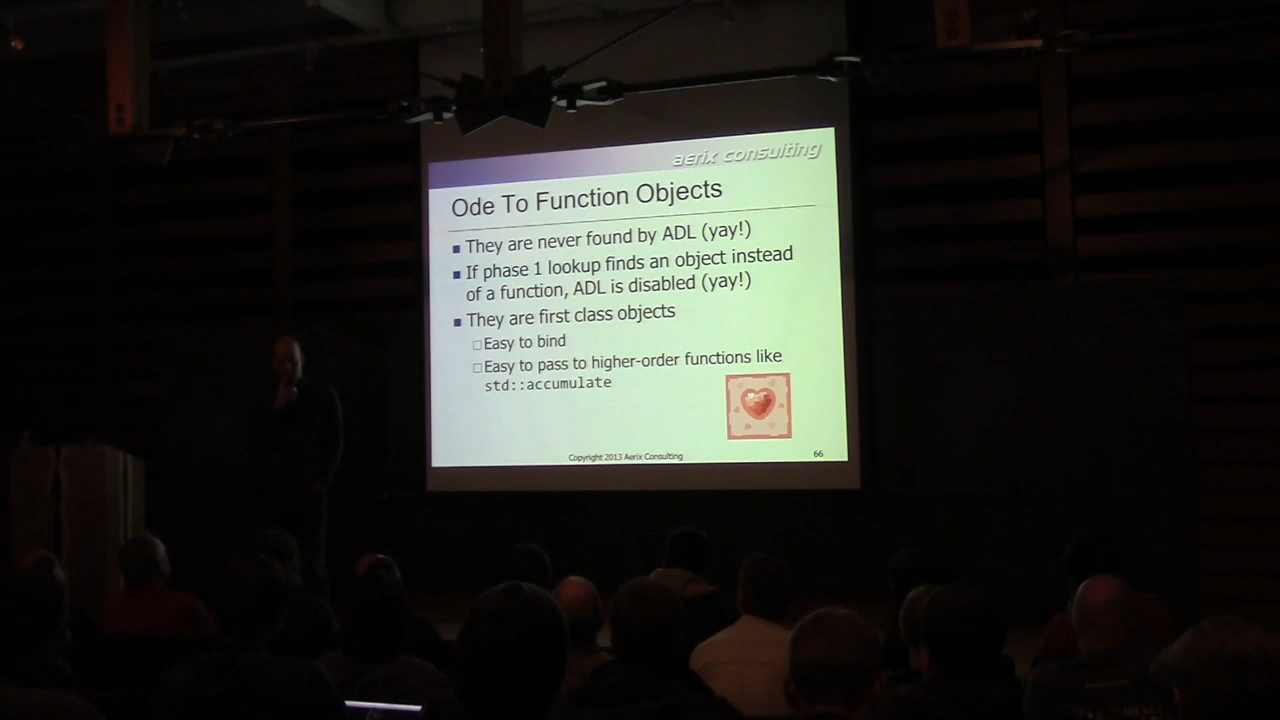 aerix consulting
Ode To Function Objects
They are never found by ADL (yay!)
If phase 1 lookup finds an object instead
of a function, ADL is disabled (yay!)
They are first class objects
Easy to bind
Easy to pass to higher-order functions like
std::accumulate
Copyright 2013 Aerix Consulting
66